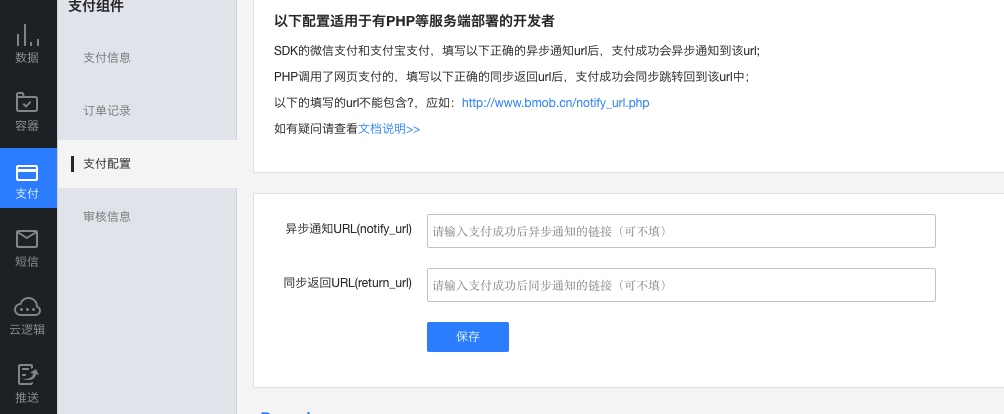 数据
容器
支付
短信
云逻辑
推送
支付组件
支付信息
订单记录
支付配置
审核信息
以下配置适用于有PHP等服务端部署的开发者
SDK的微信支付和支付宝支付，填写以下正确的异步通知url后，支付成功会异步通知到该url;
PHP调用了网页支付的，填写以下正确的同步返回url后，支付成功会同步跳转回到该url中；
以下的填写的url不能包含?，应如：http://www.bmob.cn/notify_url.php
如有疑问请查看文档说明>>
异步通知URL(notify_url)
请输入支付成功后异步通知的链接（可不填）
同步返回URL(return_url)
请输入支付成功后同步通知的链接（可不填）
保存